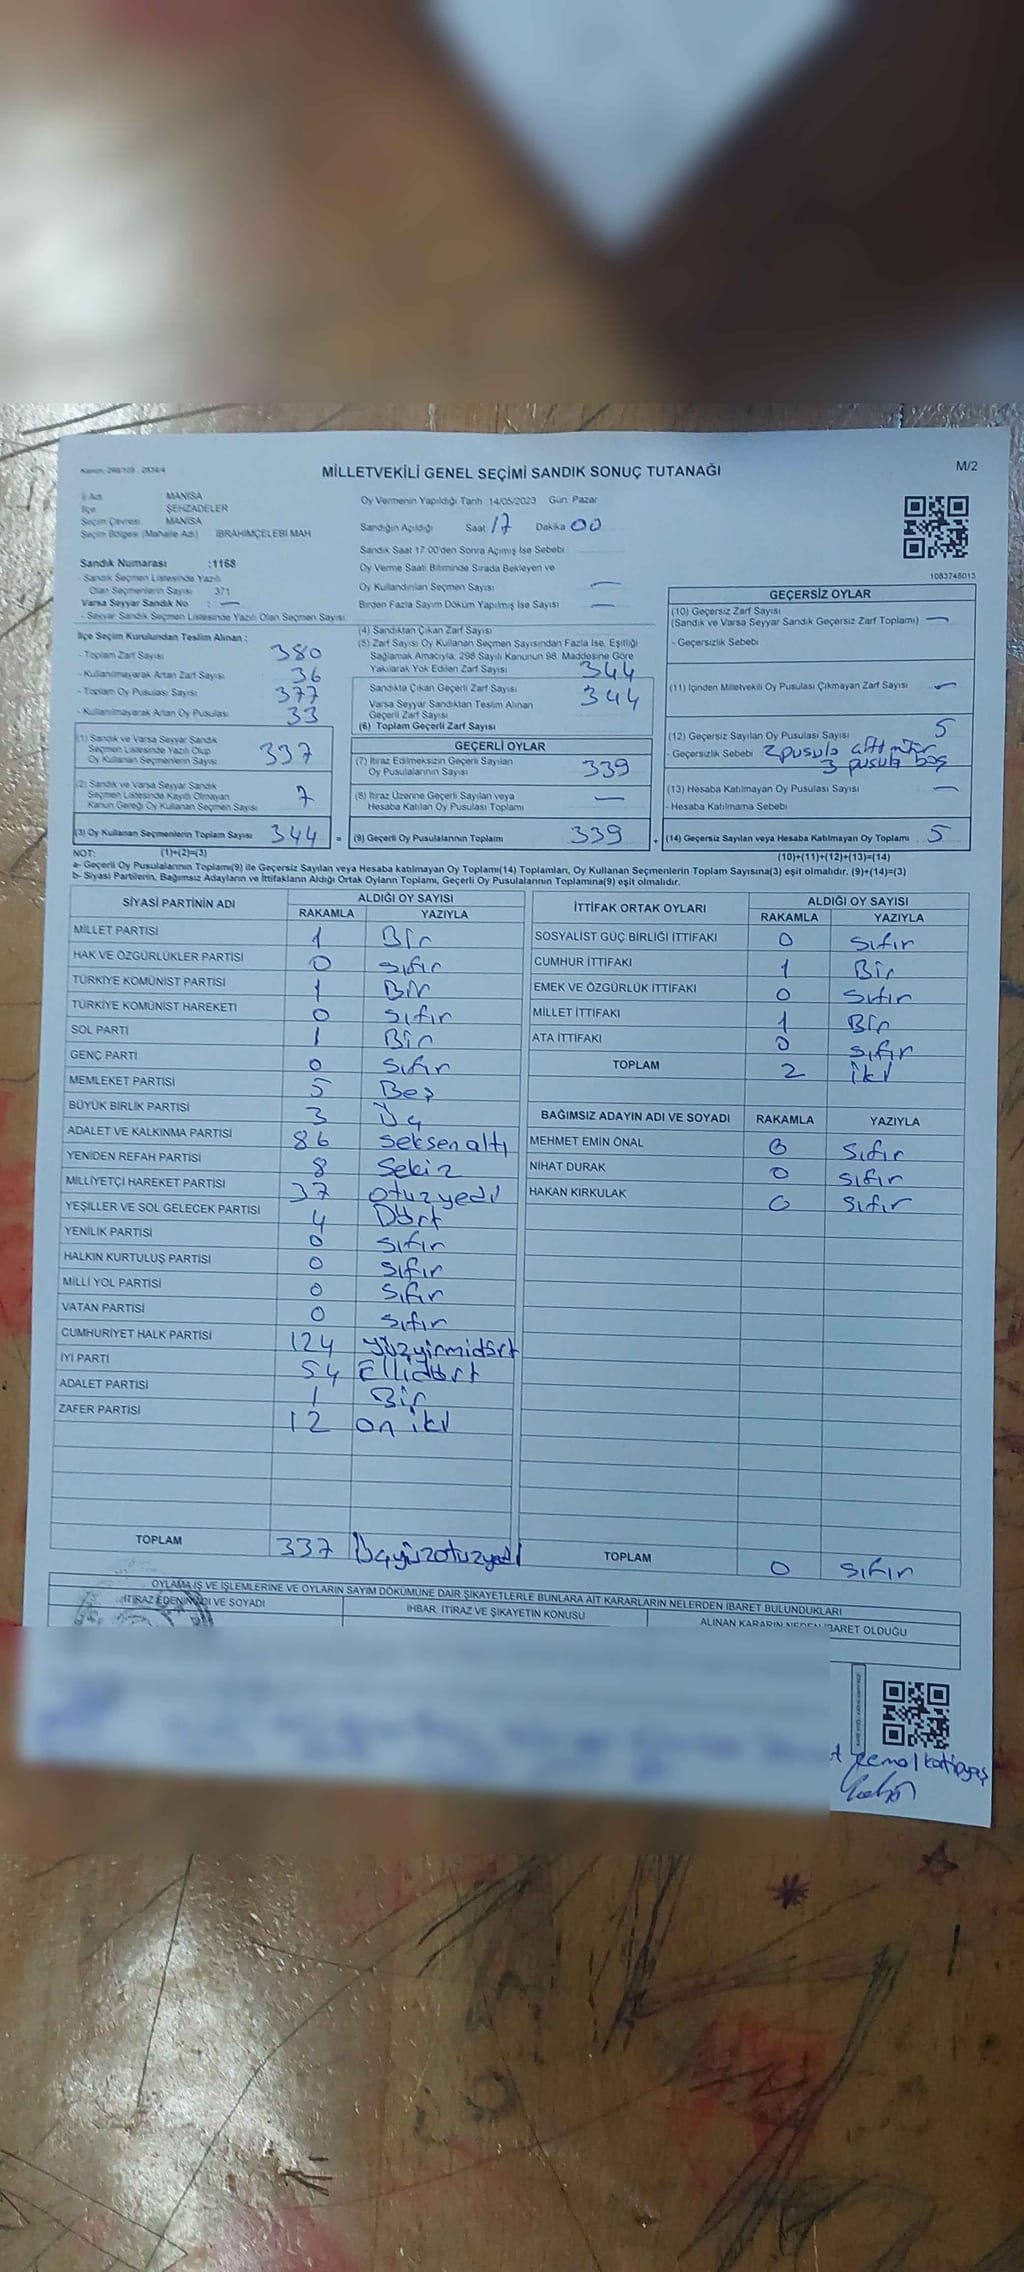 Kanun: 298/105 , 2839/4
MİLLETVEKİLİ GENEL SEÇİMİ SANDIK SONUÇ TUTANAĞI
M/2
İl Adı MANİSA
İlçe ŞEHZADELER
Seçim Çevresi MANİSA
Seçim Bölgesi (Mahalle Adı) İBRAHİMÇELEBİ MAH
Oy Vermenin Yapıldığı Tarih :14/05/2023 Gün: Pazar
Sandığın Açıldığı Saat: 17 Dakika 00
Sandık Saat 17:00'den Sonra Açılmış İse Sebebi
Oy Verme Saati Bitiminde Sırada Bekleyen ve
Oy Kullandırılan Seçmen Sayısı —
Birden Fazla Sayım Döküm Yapılmış İse Sayısı —
1083748013
Sandık Numarası :1168
- Sandık Seçmen Listesinde Yazılı
Olan Seçmenlerin Sayısı 371
Varsa Seyyar Sandık No : —
- Seyyar Sandık Seçmen Listesinde Yazılı Olan Seçmen Sayısı
İlçe Seçim Kurulundan Teslim Alınan :
- Toplam Zarf Sayısı 380
- Kullanılmayarak Artan Zarf Sayısı 36
- Toplam Oy Pusulası Sayısı 377
- Kullanılmayarak Artan Oy Pusulası 33
(1) Sandık ve Varsa Seyyar Sandık
Seçmen Listesinde Yazılı Olup
Oy Kullanan Seçmenlerin Sayısı 337
(2) Sandık ve Varsa Seyyar Sandık
Seçmen Listesinde Kayıtlı Olmayan
Kanun Gereği Oy Kullanan Seçmen Sayısı 7
(3) Oy Kullanan Seçmenlerin Toplam Sayısı 344 =
(1)+(2)=(3)
(4) Sandıktan Çıkan Zarf Sayısı
(5) Zarf Sayısı Oy Kullanan Seçmen Sayısından Fazla İse, Eşitliği
Sağlamak Amacıyla, 298 Sayılı Kanunun 98. Maddesine Göre
Yakılarak Yok Edilen Zarf Sayısı 344
Sandıkta Çıkan Geçerli Zarf Sayısı 344
Varsa Seyyar Sandıktan Teslim Alınan
Geçerli Zarf Sayısı
(6) Toplam Geçerli Zarf Sayısı
GEÇERLİ OYLAR
(7) İtiraz Edilmeksizin Geçerli Sayılan
Oy Pusulalarının Sayısı 339
(8) İtiraz Üzerine Geçerli Sayılan veya
Hesaba Katılan Oy Pusulası Toplamı —
(9) Geçerli Oy Pusulalarının Toplamı 339 +
GEÇERSİZ OYLAR
(10) Geçersiz Zarf Sayısı
(Sandık ve Varsa Seyyar Sandık Geçersiz Zarf Toplamı) —
- Geçersizlik Sebebi
(11) İçinden Milletvekili Oy Pusulası Çıkmayan Zarf Sayısı —
(12) Geçersiz Sayılan Oy Pusulası Sayısı 5
- Geçersizlik Sebebi 2 pusula çift mühür
3 pusula boş
(13) Hesaba Katılmayan Oy Pusulası Sayısı —
- Hesaba Katılmama Sebebi
(14) Geçersiz Sayılan veya Hesaba Katılmayan Oy Toplamı 5
(10)+(11)+(12)+(13)=(14)
NOT:
a- Geçerli Oy Pusulalarının Toplamı(9) ile Geçersiz Sayılan veya Hesaba katılmayan Oy Toplamı(14) Toplamları, Oy Kullanan Seçmenlerin Toplam Sayısına(3) eşit olmalıdır. (9)+(14)=(3)
b- Siyasi Partilerin, Bağımsız Adayların ve İttifakların Aldığı Ortak Oyların Toplamı, Geçerli Oy Pusulalarının Toplamına(9) eşit olmalıdır.
SİYASİ PARTİNİN ADI ALDIĞI OY SAYISI
RAKAMLA YAZIYLA
MİLLET PARTİSİ 1 Bir
HAK VE ÖZGÜRLÜKLER PARTİSİ 0 sıfır
TÜRKİYE KOMÜNİST PARTİSİ 1 Bir
TÜRKİYE KOMÜNİST HAREKETİ 0 sıfır
SOL PARTİ 1 Bir
GENÇ PARTİ 0 sıfır
MEMLEKET PARTİSİ 5 Beş
BÜYÜK BİRLİK PARTİSİ 3 Üç
ADALET VE KALKINMA PARTİSİ 86 seksenaltı
YENİDEN REFAH PARTİSİ 8 sekiz
MİLLİYETÇİ HAREKET PARTİSİ 37 otuzyedi
YEŞİLLER VE SOL GELECEK PARTİSİ 4 Dört
YENİLİK PARTİSİ 0 sıfır
HALKIN KURTULUŞ PARTİSİ 0 sıfır
MİLLİ YOL PARTİSİ 0 sıfır
VATAN PARTİSİ 0 sıfır
CUMHURİYET HALK PARTİSİ 124 yüzyirmidört
İYİ PARTİ 54 Ellidört
ADALET PARTİSİ 1 Bir
ZAFER PARTİSİ 12 on iki
TOPLAM 337 Üçyüzotuzyedi
İTTİFAK ORTAK OYLARI ALDIĞI OY SAYISI
RAKAMLA YAZIYLA
SOSYALİST GÜÇ BİRLİĞİ İTTİFAKI 0 sıfır
CUMHUR İTTİFAKI 1 Bir
EMEK VE ÖZGÜRLÜK İTTİFAKI 0 sıfır
MİLLET İTTİFAKI 1 Bir
ATA İTTİFAKI 0 sıfır
TOPLAM 2 iki
BAĞIMSIZ ADAYIN ADI VE SOYADI RAKAMLA YAZIYLA
MEHMET EMİN ÖNAL 0 sıfır
NİHAT DURAK 0 sıfır
HAKAN KIRKULAK 0 sıfır
TOPLAM 0 sıfır
OYLAMA İŞ VE İŞLEMLERİNE VE OYLARIN SAYIM DÖKÜMÜNE DAİR ŞİKAYETLERLE BUNLARA AİT KARARLARIN NELERDEN İBARET BULUNDUKLARI
İTİRAZ EDENİN ADI VE SOYADI İHBAR, İTİRAZ VE ŞİKAYETİN KONUSU ALINAN KARARIN NEDEN İBARET OLDUĞU